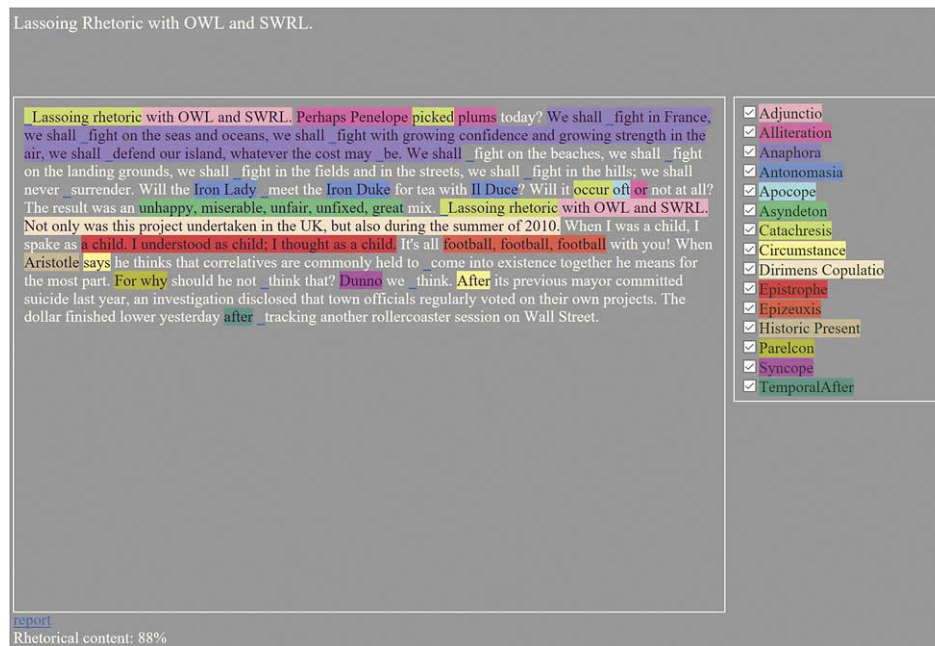 Lassoing Rhetoric with OWL and SWRL.
_Lassoing rhetoric with OWL and SWRL. Perhaps Penelope picked plums today? We shall _fight in France,
we shall _fight on the seas and oceans, we shall _fight with growing confidence and growing strength in the
air, we shall _defend our island, whatever the cost may _be. We shall _fight on the beaches, we shall _fight
on the landing grounds, we shall _fight in the fields and in the streets, we shall _fight in the hills; we shall
never _surrender. Will the Iron Lady _meet the Iron Duke for tea with Il Duce? Will it occur oft or not at all?
The result was an unhappy, miserable, unfair, unfixed, great mix. _Lassoing rhetoric with OWL and SWRL.
Not only was this project undertaken in the UK, but also during the summer of 2010. When I was a child, I
spake as a child. I understood as child; I thought as a child. It's all football, football, football with you! When
Aristotle says he thinks that correlatives are commonly held to _come into existence together he means for
the most part. For why should he not _think that? Dunno we _think. After its previous mayor committed
suicide last year, an investigation disclosed that town officials regularly voted on their own projects. The
dollar finished lower yesterday after _tracking another rollercoaster session on Wall Street.
Adjunctio
Alliteration
Anaphora
Antonomasia
Apocope
Asyndeton
Catachresis
Circumstance
Dirimens Copulatio
Epistrophe
Epizeuxis
Historic Present
Parelcon
Syncope
TemporalAfter
report
Rhetorical content: 88%